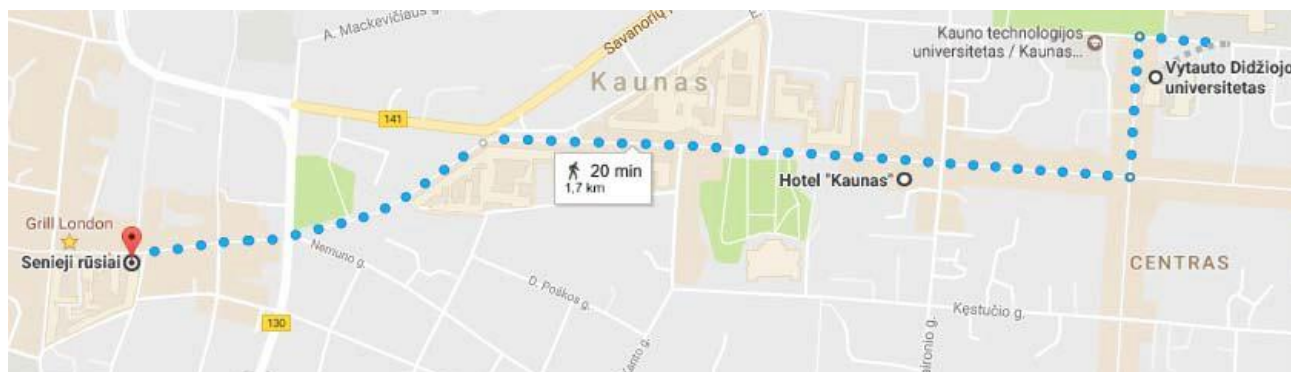 A. Mackevičiaus g.
Savanorių
E.
Kauno technologijos
universitetas / Kaunas...
Kaunas
Vytauto Didžiojo
universitetas
141
20 min
1,7 km
Hotel "Kaunas"
Grill London
Senieji rūsiai
Nemuno g.
CENTRAS
D. Poškos g.
Kęstučio g.
130